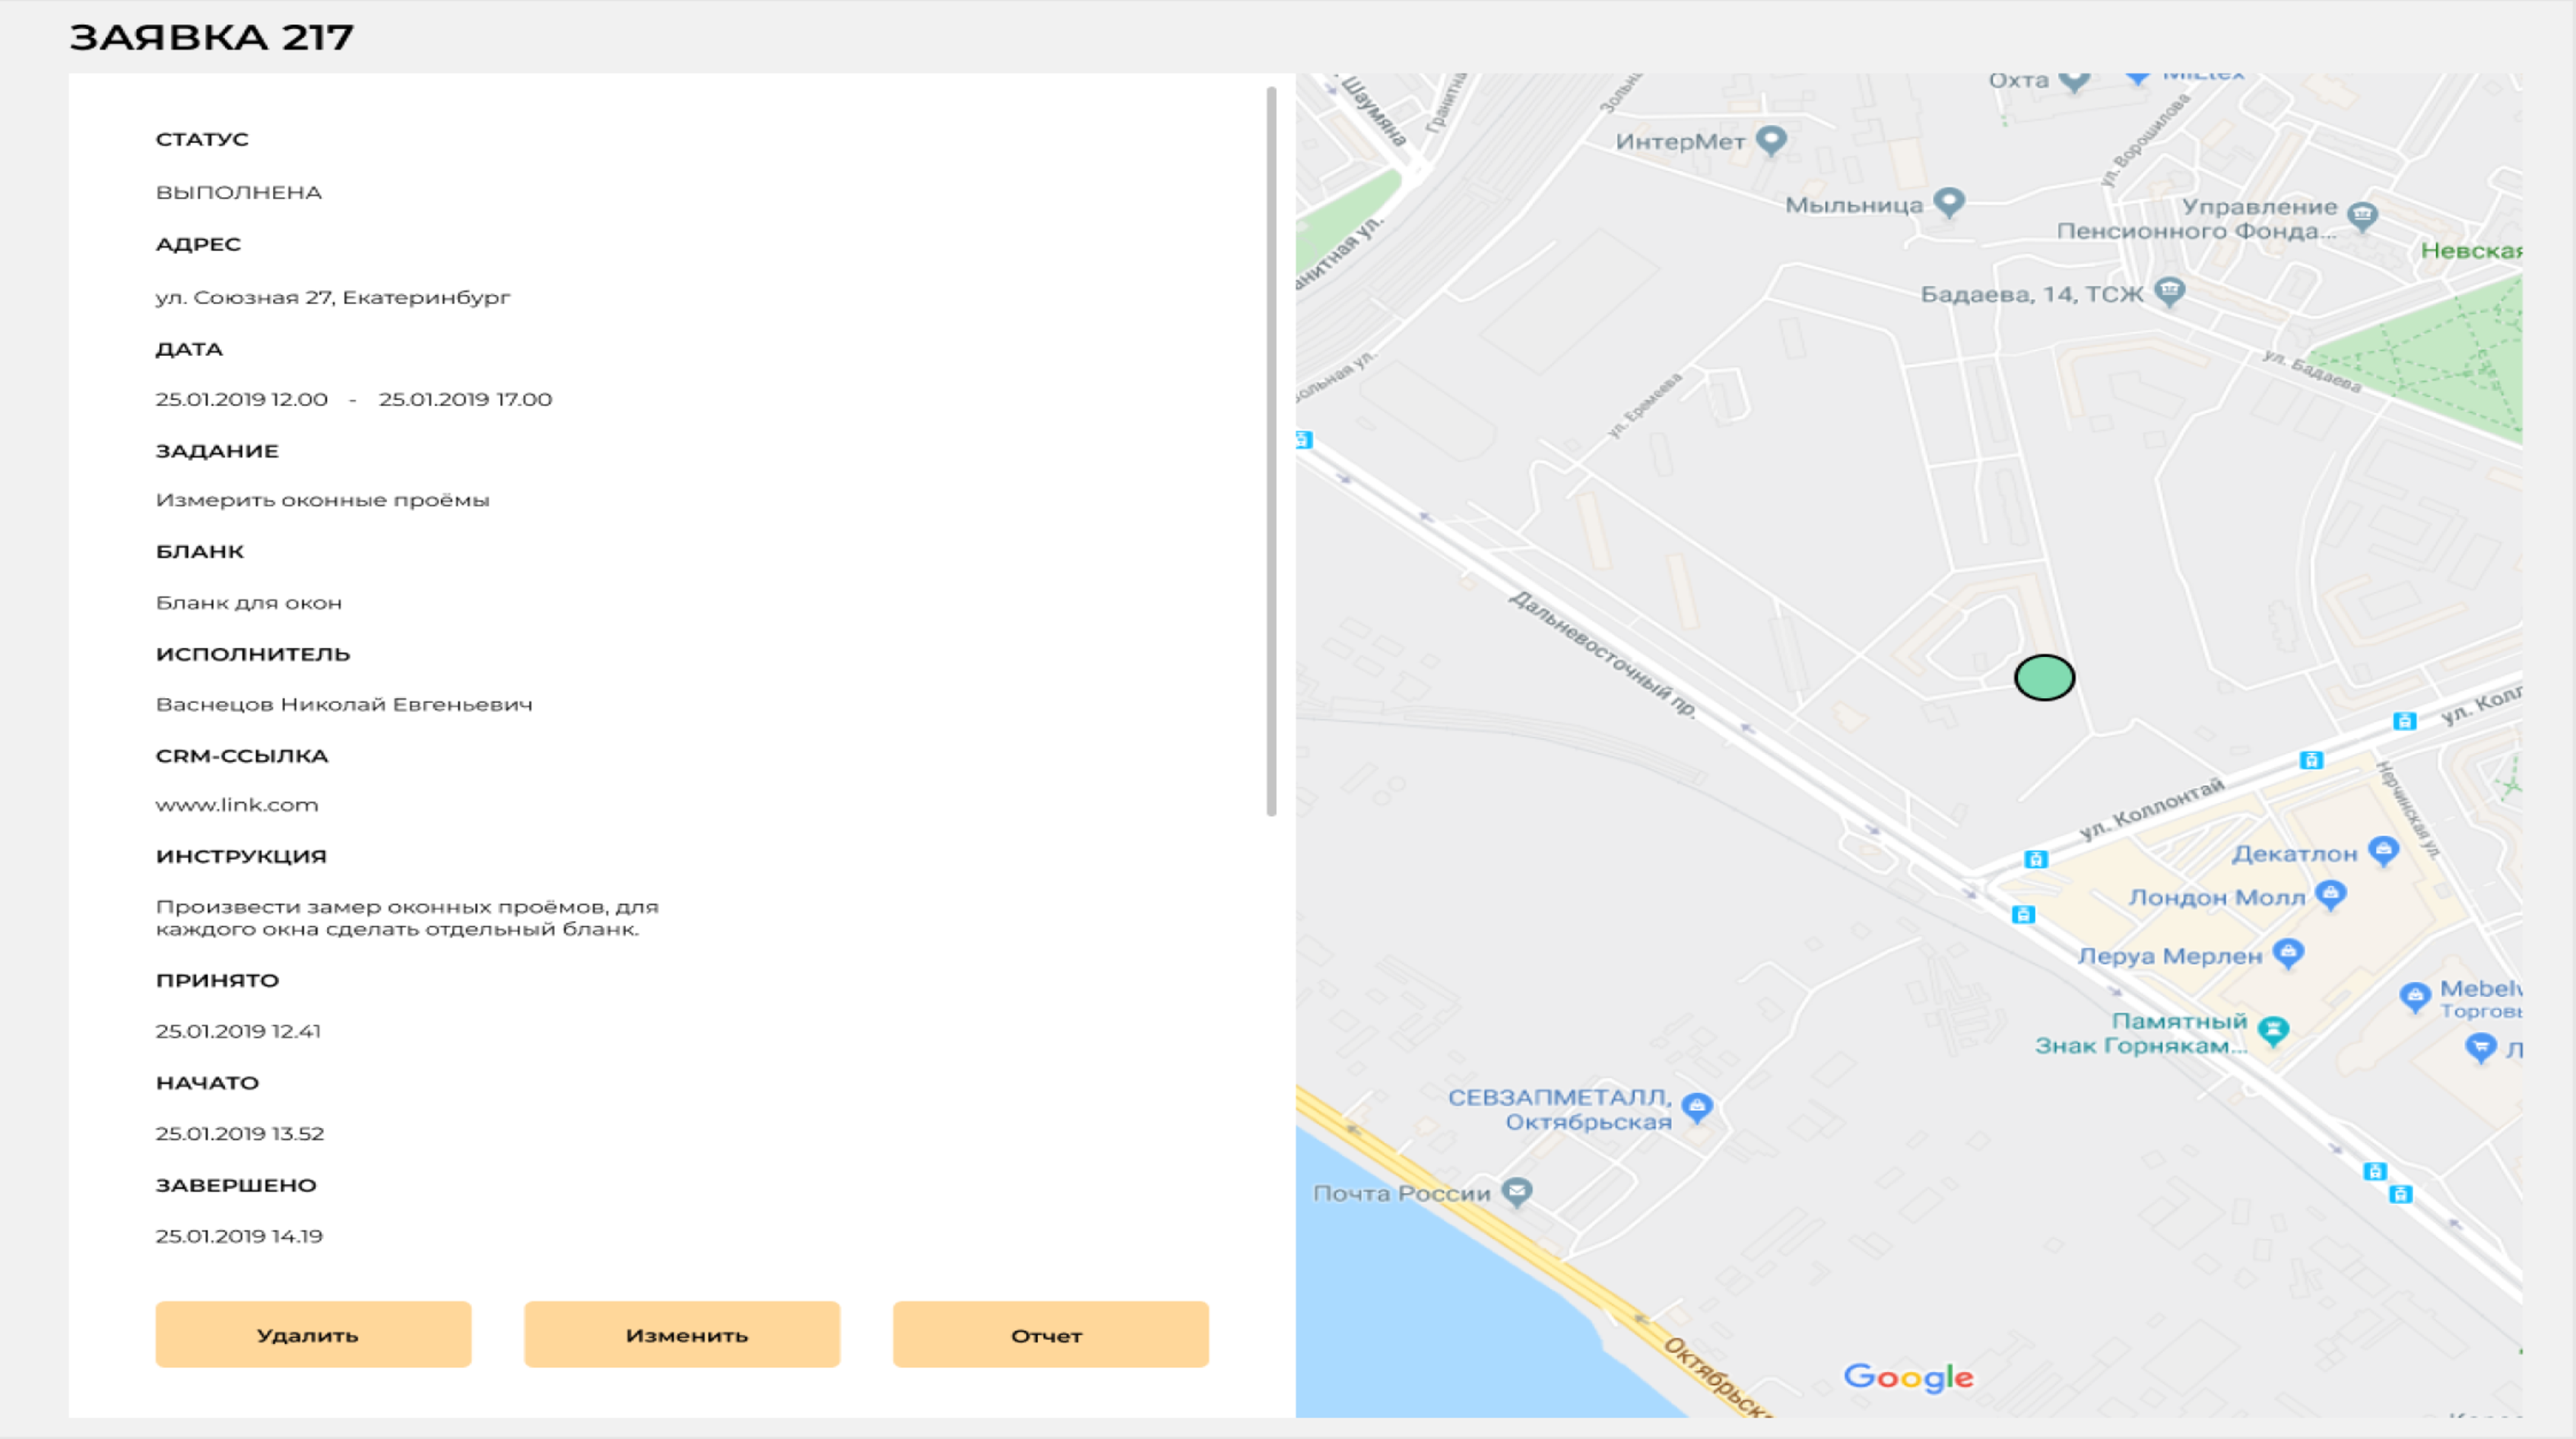 ЗАЯВКА 217
СТАТУС
ВЫПОЛНЕНА
АДРЕС
ул. Союзная 27, Екатеринбург
ДАТА
25.01.2019 12.00 - 25.01.2019 17.00
ЗАДАНИЕ
Измерить оконные проёмы
БЛАНК
Бланк для окон
ИСПОЛНИТЕЛЬ
Васнецов Николай Евгеньевич
CRM-ССЫЛКА
www.link.com
ИНСТРУКЦИЯ
Произвести замер оконных проёмов, для
каждого окна сделать отдельный бланк.
ПРИНЯТО
25.01.2019 12.41
НАЧАТО
25.01.2019 13.52
ЗАВЕРШЕНО
25.01.2019 14.19
Удалить
Изменить
Отчет
Охта
Шаумяна
ИнтерМет
ул. Ворошилова
Мыльница
Управление
Пенсионного Фонда...
Невская
Бадаева, 14, ТСЖ
ул. Бадаева
ул. Еремеева
Дальневосточный пр.
ул. Колл
ул. Коллонтай
Нерчинская ул.
Декатлон
Лондон Молл
Леруа Мерлен
Mebelv
Торговы
Памятный
Знак Горнякам...
Л
СЕВЗАПМЕТАЛЛ,
Октябрьская
Почта России
Октябрьск
Google